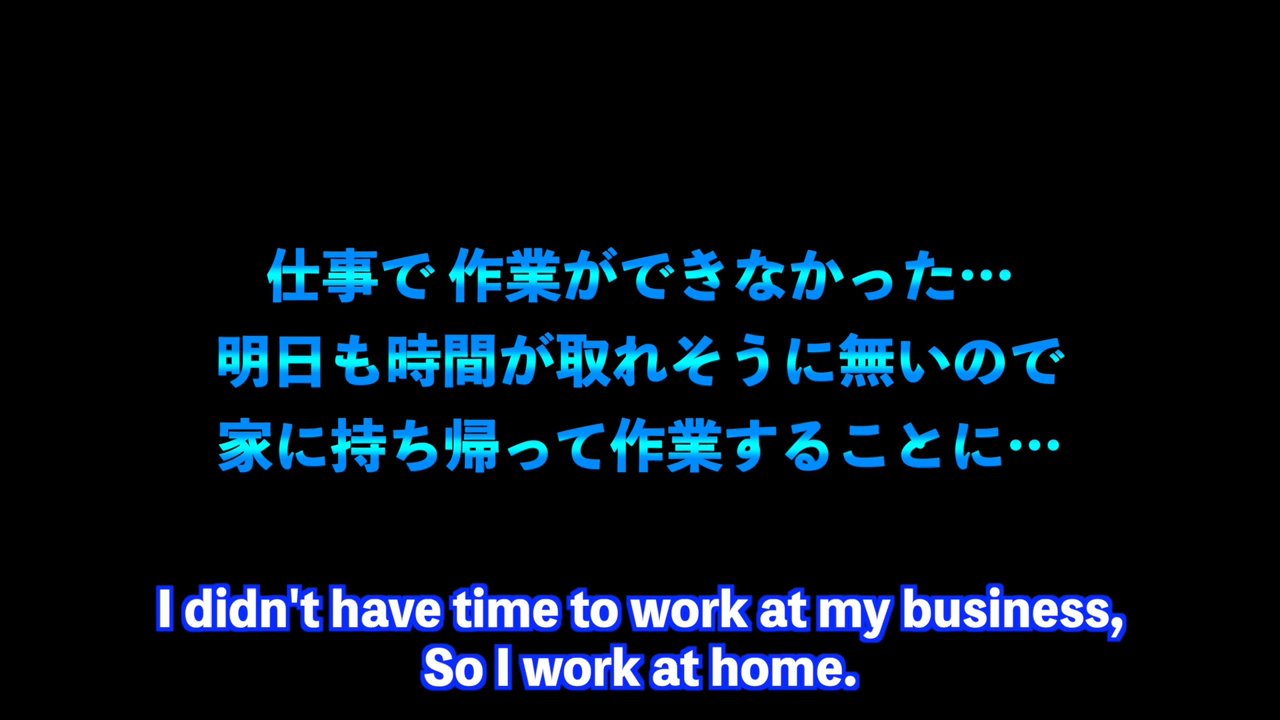 仕事で 作業ができなかった…
明日も時間が取れそうに無いので
家に持ち帰って作業することに…
I didn't have time to work at my business,
So I work at home.